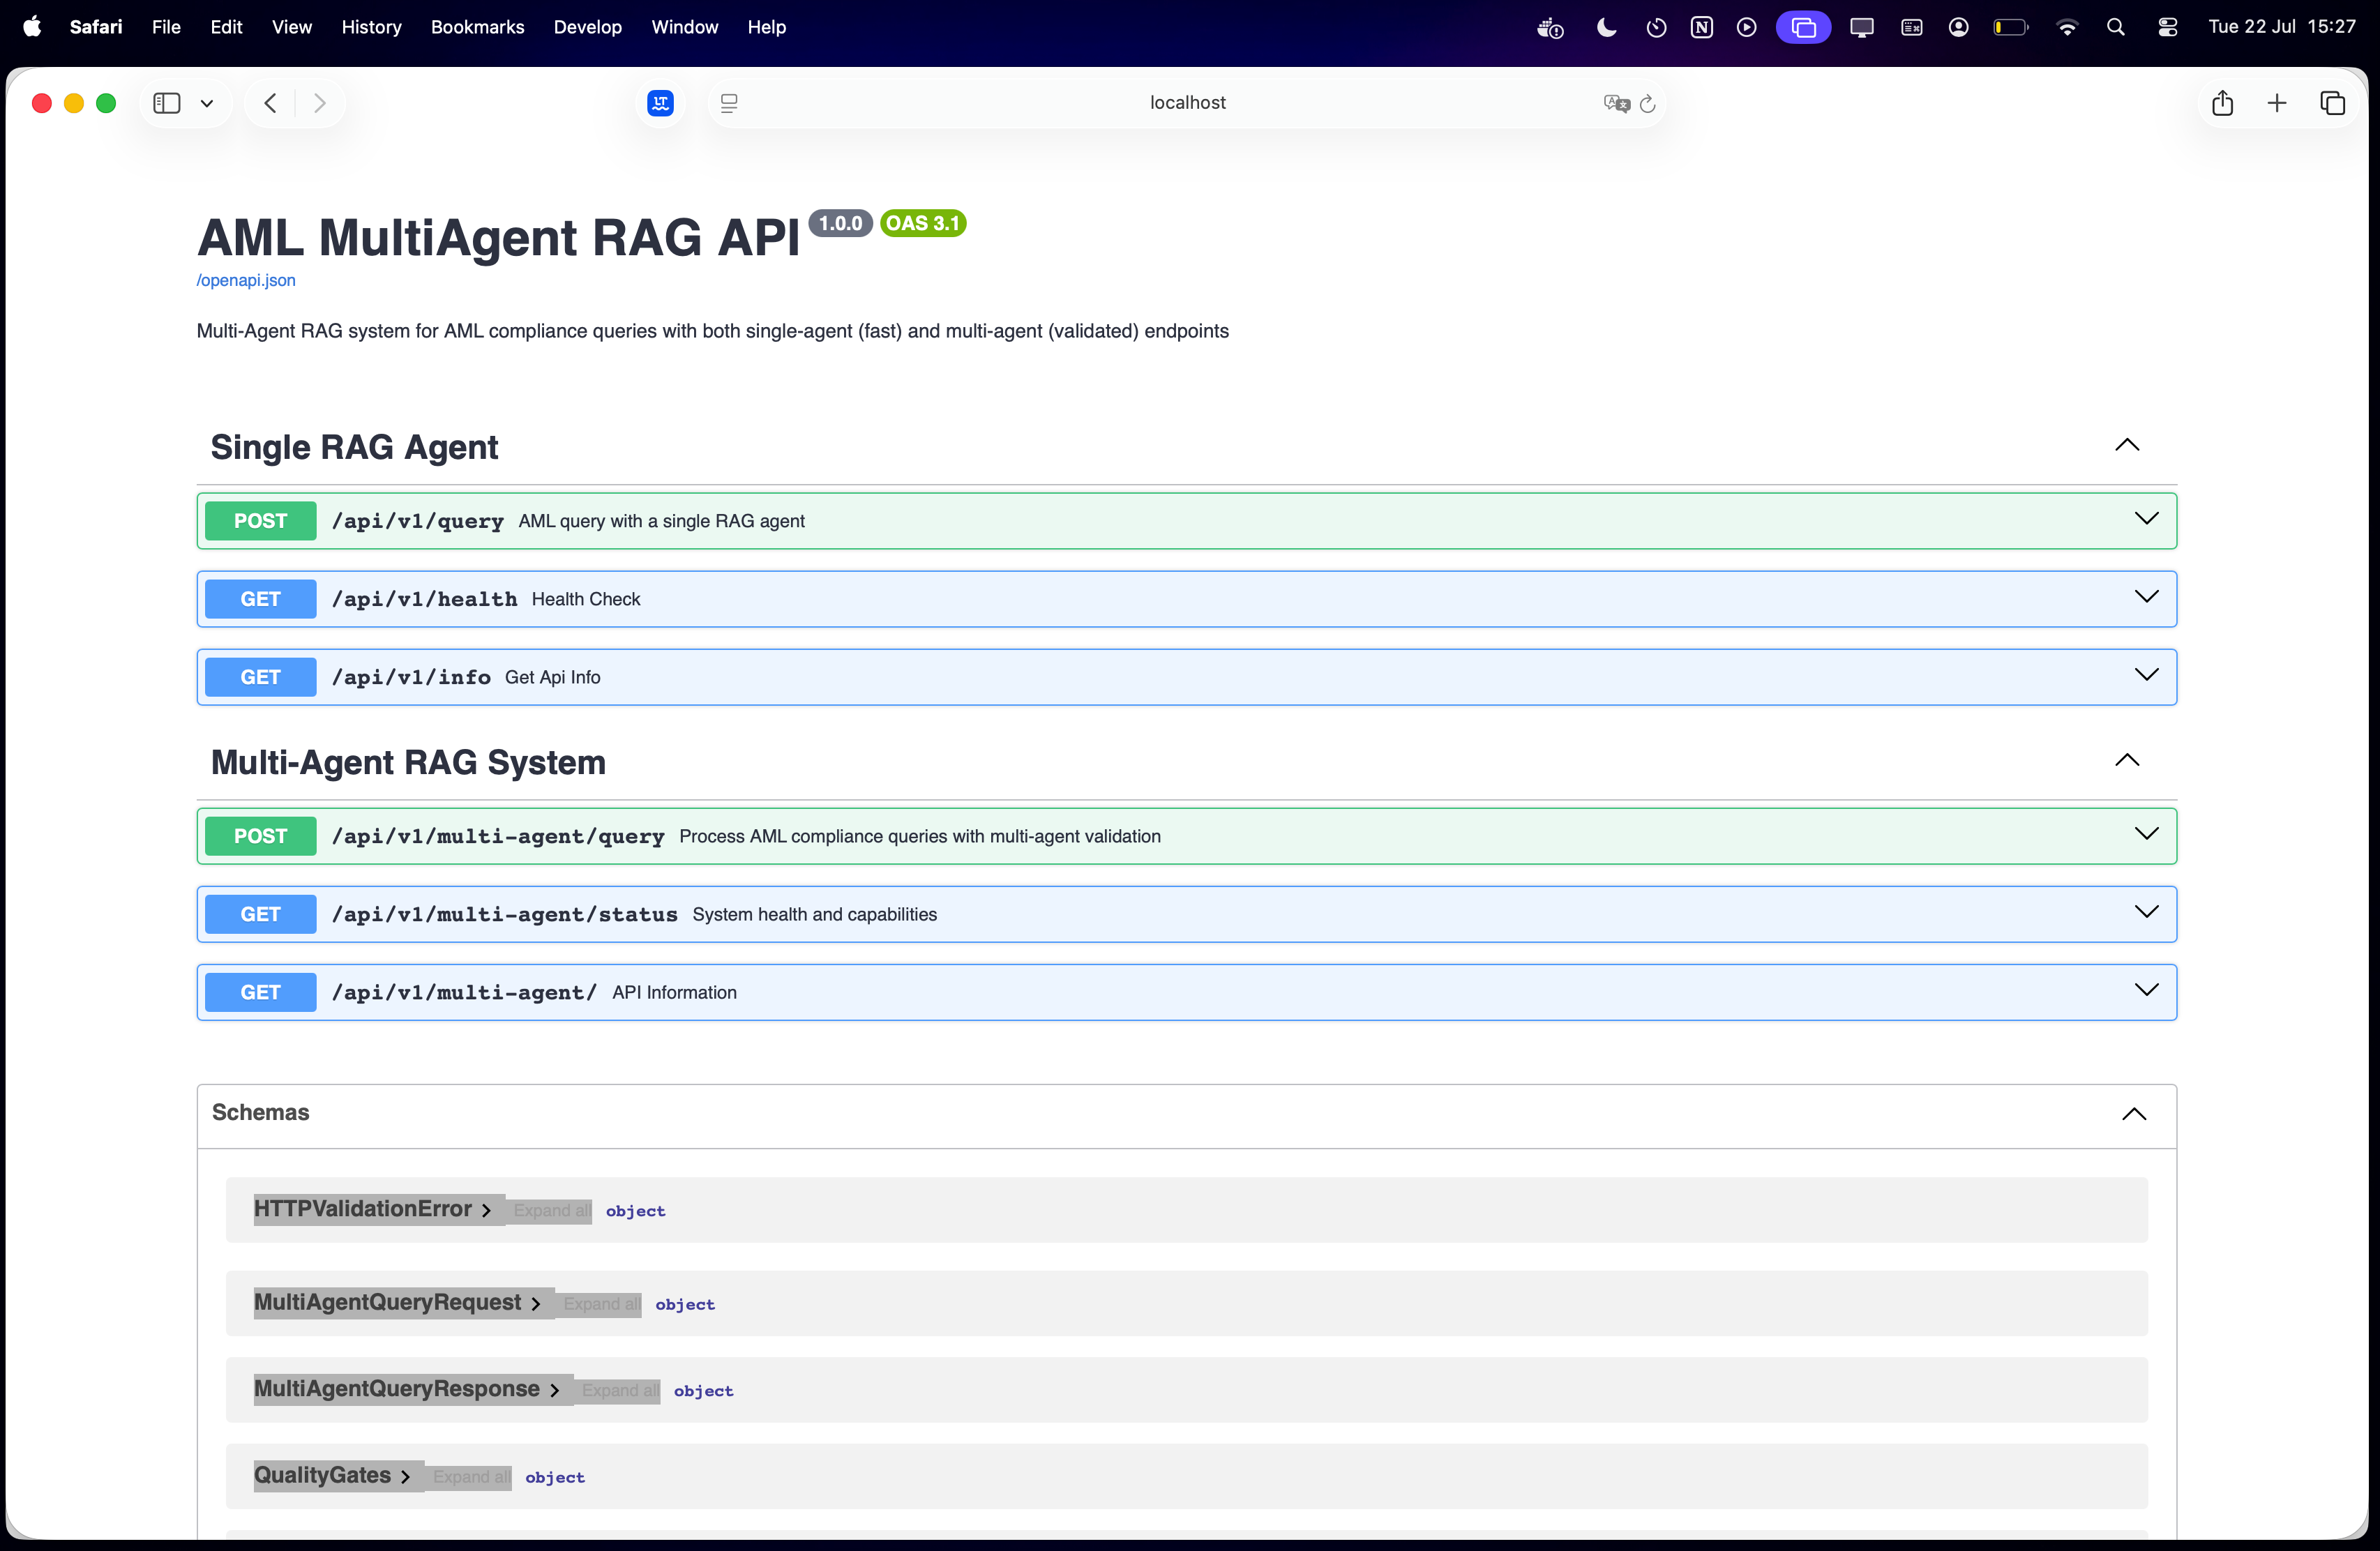 Safari File Edit View History Bookmarks Develop Window Help Tue 22 Jul 15:27
localhost
AML MultiAgent RAG API 1.0.0 OAS 3.1
/openapi.json
Multi-Agent RAG system for AML compliance queries with both single-agent (fast) and multi-agent (validated) endpoints
Single RAG Agent
POST /api/v1/query AML query with a single RAG agent
GET /api/v1/health Health Check
GET /api/v1/info Get Api Info
Multi-Agent RAG System
POST /api/v1/multi-agent/query Process AML compliance queries with multi-agent validation
GET /api/v1/multi-agent/status System health and capabilities
GET /api/v1/multi-agent/ API Information
Schemas
HTTPValidationError Expand all object
MultiAgentQueryRequest Expand all object
MultiAgentQueryResponse Expand all object
QualityGates Expand all object